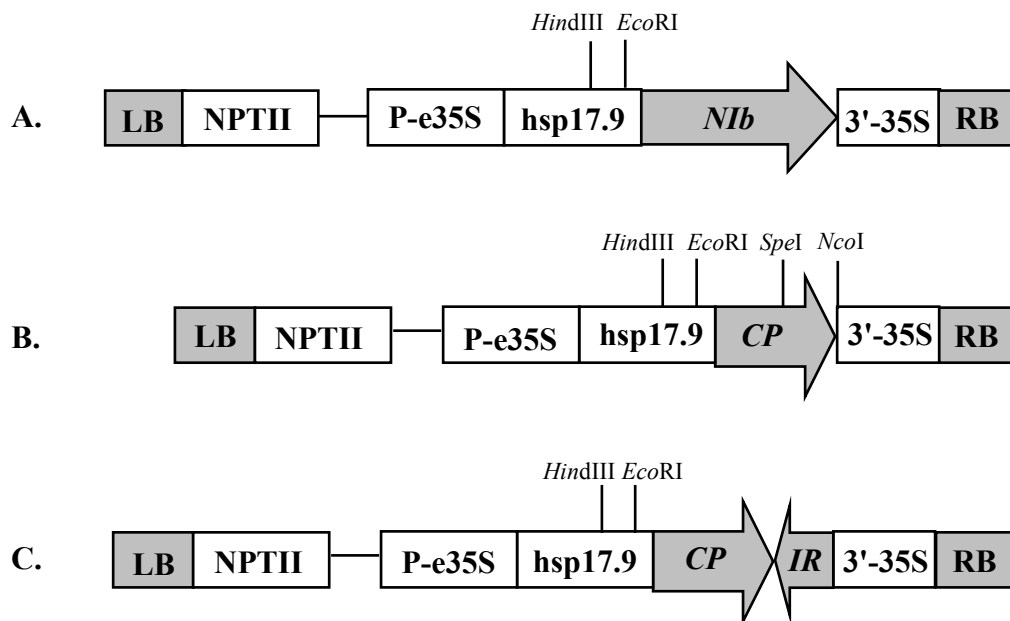 HindIII EcoRI
A. LB NPTII P-e35S hsp17.9 NIb 3'-35S RB
HindIII EcoRI SpeI NcoI
B. LB NPTII P-e35S hsp17.9 CP 3'-35S RB
HindIII EcoRI
C. LB NPTII P-e35S hsp17.9 CP IR 3'-35S RB